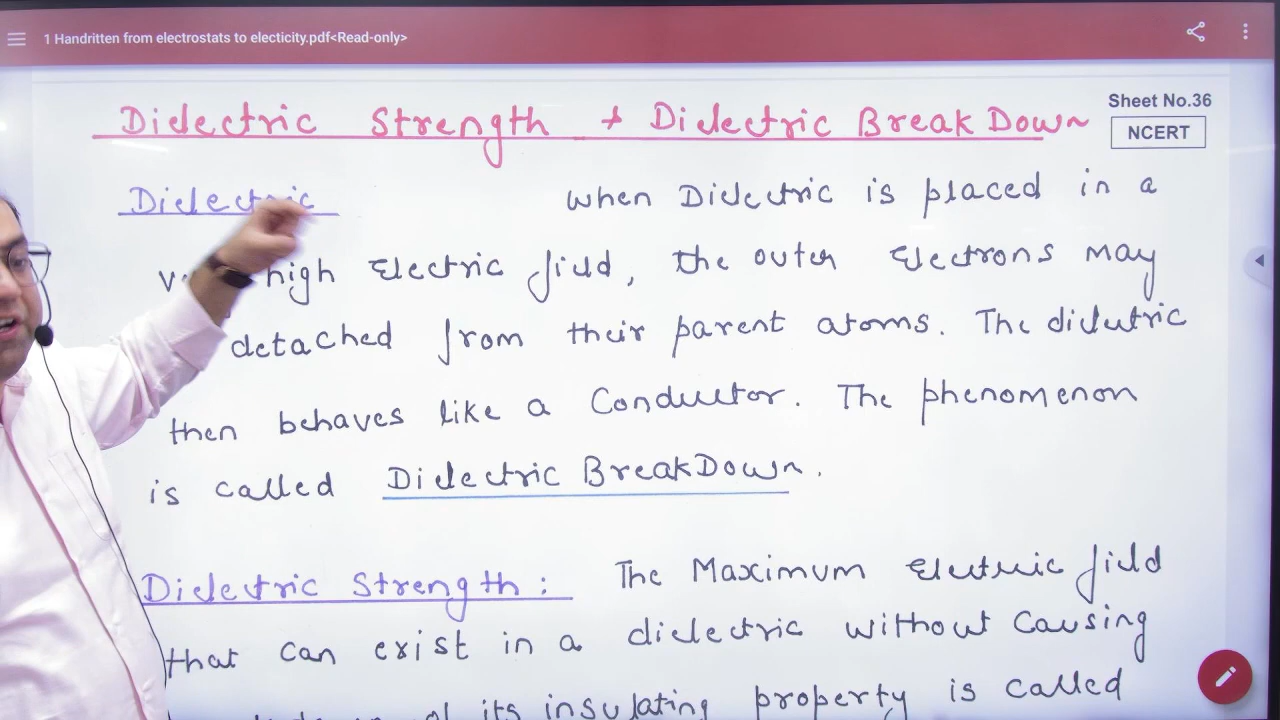 1 Handritten from electrostats to electicity.pdf<Read-only>
Dielectric Strength + Dielectric BreakDown
Sheet No.36
NCERT
Dielectric when Dielectric is placed in a
high Electric field, the outer Electrons may
detached from their parent atoms. The dielectric
then behaves like a Conductor. The phenomenon
is called Dielectric BreakDown.
Dielectric Strength : The Maximum Electric field
that can exist in a dielectric without Causing
of its insulating property is called